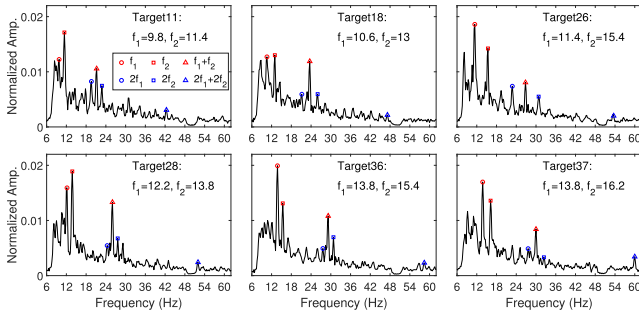 Target11:
f1=9.8, f2=11.4
f1 f2 f1+f2
2f1 2f2 2f1+2f2
Normalized Amp.
0.02
0.01
0
6 12 18 24 30 36 42 48 54 60
Target18:
f1=10.6, f2=13
6 12 18 24 30 36 42 48 54 60
Target26:
f1=11.4, f2=15.4
6 12 18 24 30 36 42 48 54 60
Target28:
f1=12.2, f2=13.8
Normalized Amp.
0.02
0.01
0
6 12 18 24 30 36 42 48 54 60
Frequency (Hz)
Target36:
f1=13.8, f2=15.4
6 12 18 24 30 36 42 48 54 60
Frequency (Hz)
Target37:
f1=13.8, f2=16.2
6 12 18 24 30 36 42 48 54 60
Frequency (Hz)